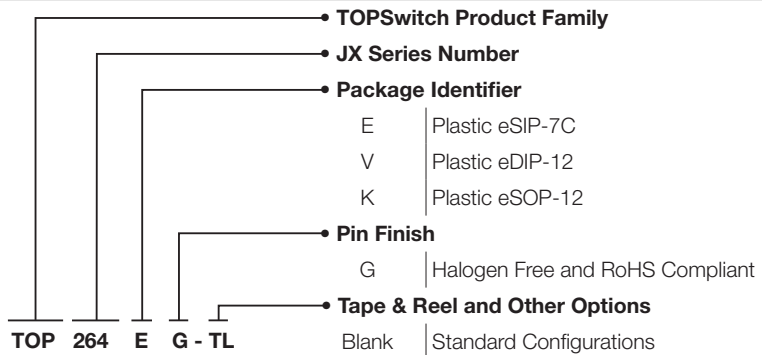 TOPSwitch Product Family
JX Series Number
Package Identifier
E Plastic eSIP-7C
V Plastic eDIP-12
K Plastic eSOP-12
Pin Finish
G Halogen Free and RoHS Compliant
Tape & Reel and Other Options
Blank Standard Configurations
TOP 264 E G - TL